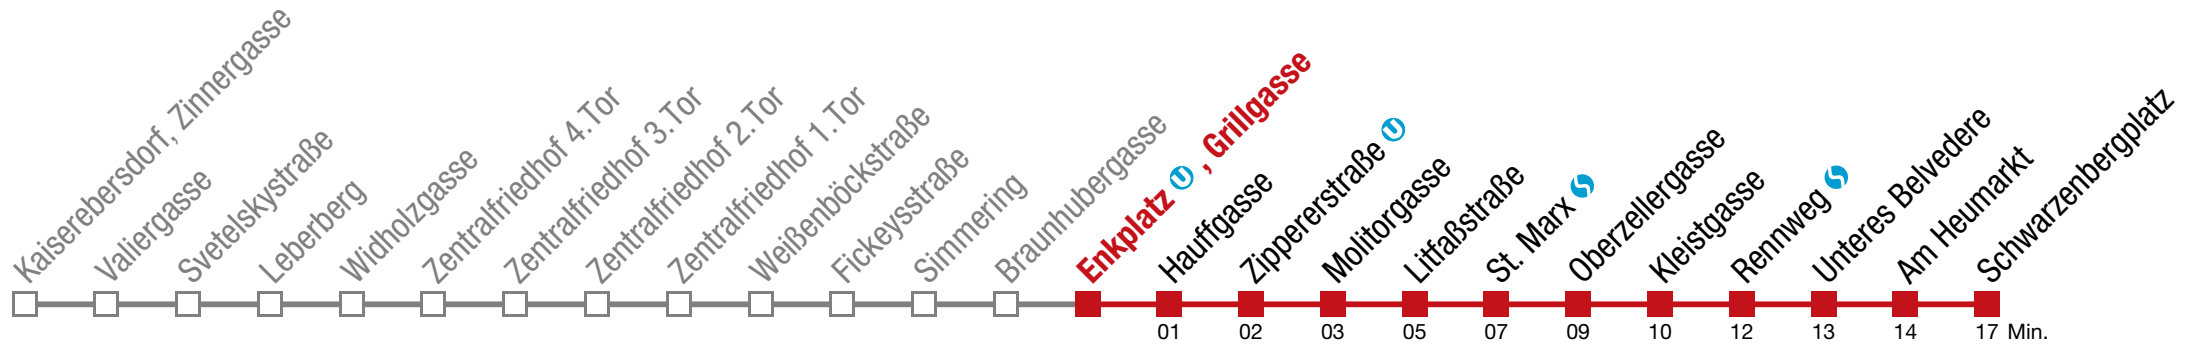 Kaiserebersdorf, Zinnergasse
Valiergasse
Svetelskystraße
Leberberg
Widholzgasse
Zentralfriedhof 4.Tor
Zentralfriedhof 3.Tor
Zentralfriedhof 2.Tor
Zentralfriedhof 1.Tor
Weißenböckstraße
Fickeysstraße
Simmering
Braunhubergasse
Enkplatz U , Grillgasse
Hauffgasse
Zippererstraße U
Molitorgasse
Litfaßstraße
St. Marx S
Oberzellergasse
Kleistgasse
Rennweg S
Unteres Belvedere
Am Heumarkt
Schwarzenbergplatz
01 02 03 05 07 09 10 12 13 14 17 Min.